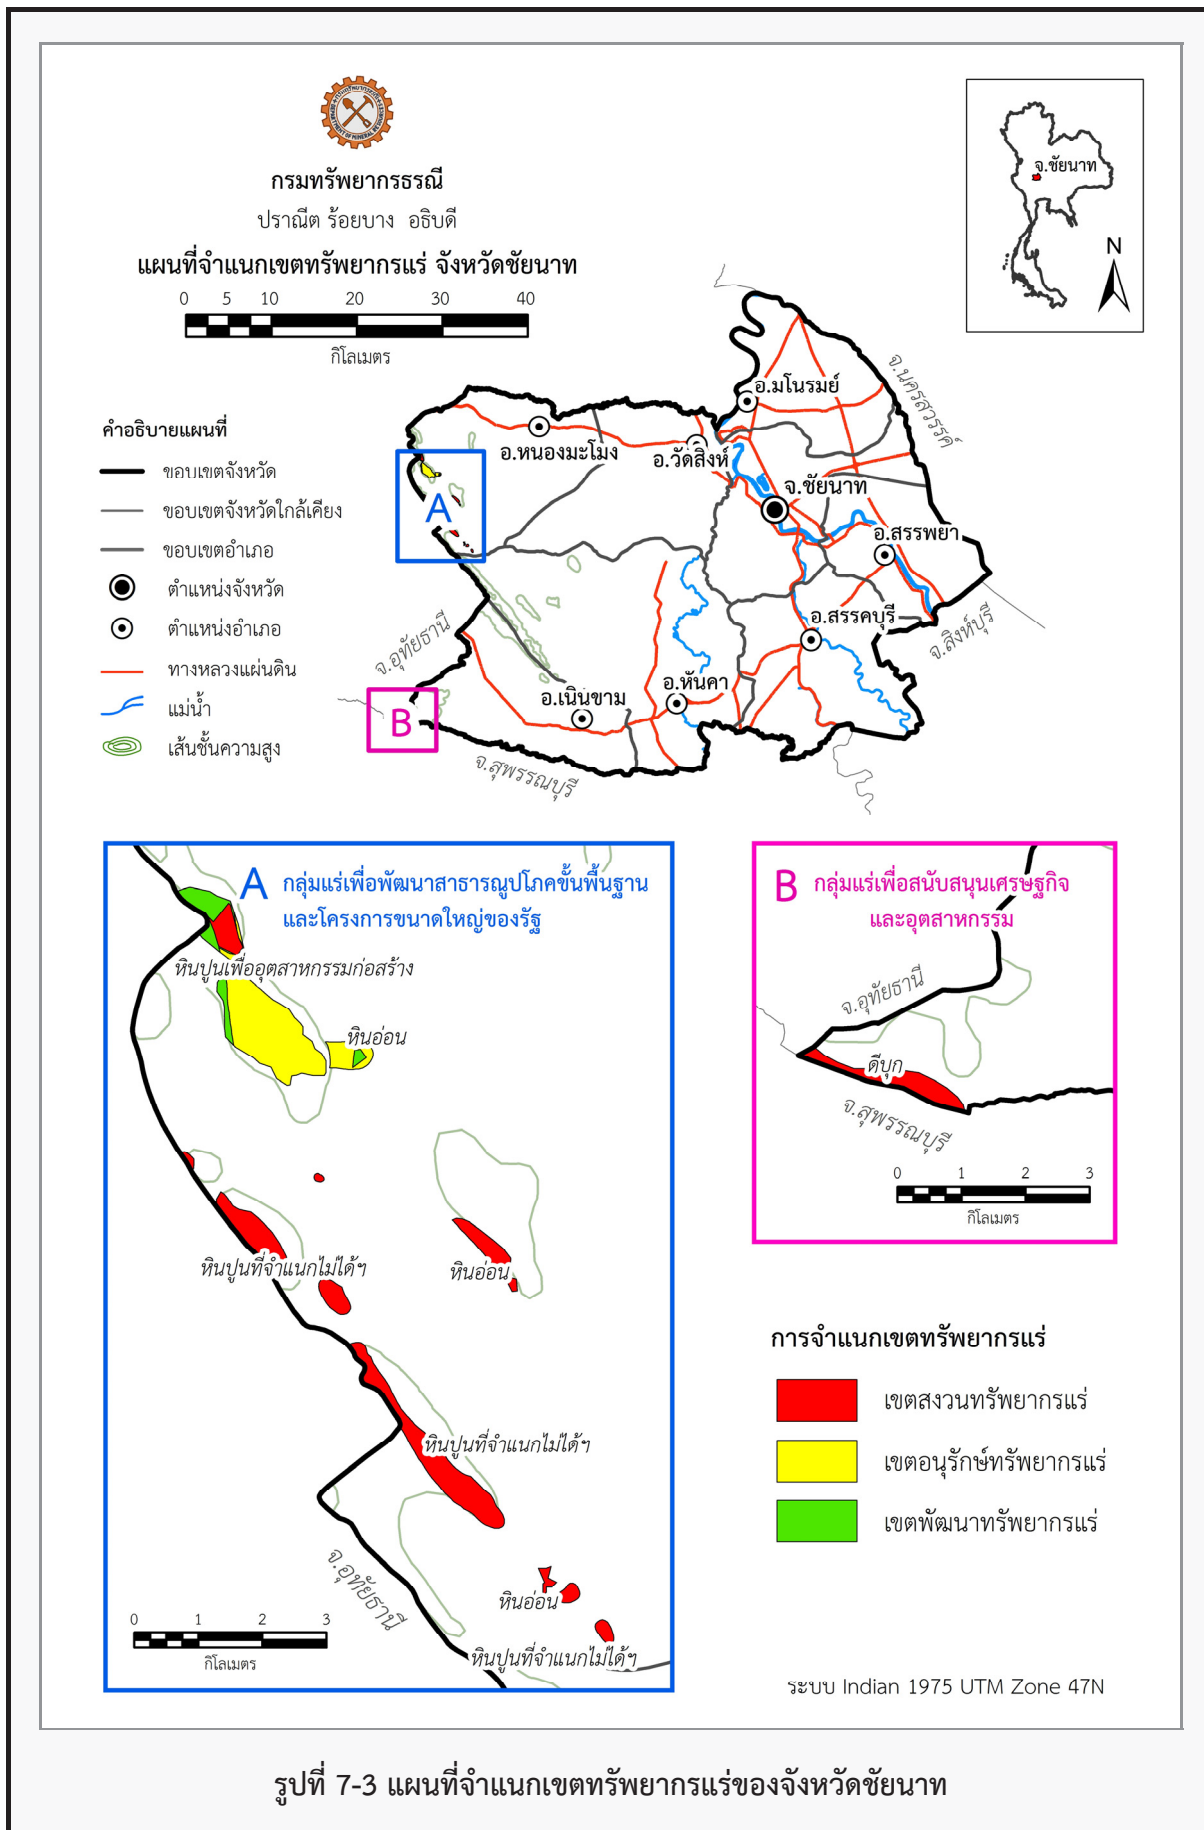 กรมทรัพยากรธรณี
ปราณีต ร้อยบาง อธิบดี
แผนที่จำแนกเขตทรัพยากรแร่ จังหวัดชัยนาท
0 5 10 20 30 40
กิโลเมตร
จ.ชัยนาท
N
คำอธิบายแผนที่
ขอบเขตจังหวัด
ขอบเขตจังหวัดใกล้เคียง
ขอบเขตอำเภอ
ตำแหน่งจังหวัด
ตำแหน่งอำเภอ
ทางหลวงแผ่นดิน
แม่น้ำ
เส้นชั้นความสูง
อ.มโนรมย์
จ.นครสวรรค์
อ.หนองมะโมง
อ.วัดสิงห์
จ.ชัยนาท
A
อ.สรรพยา
อ.สรรคบุรี
จ.สิงห์บุรี
จ.อุทัยธานี
อ.หันคา
อ.เนินขาม
B
จ.สุพรรณบุรี
A กลุ่มแร่เพื่อพัฒนาสาธารณูปโภคขั้นพื้นฐาน
และโครงการขนาดใหญ่ของรัฐ
หินปูนเพื่ออุตสาหกรรมก่อสร้าง
หินอ่อน
หินปูนที่จำแนกไม่ได้ฯ
หินอ่อน
หินปูนที่จำแนกไม่ได้ฯ
จ.อุทัยธานี
หินอ่อน
หินปูนที่จำแนกไม่ได้ฯ
0 1 2 3
กิโลเมตร
B กลุ่มแร่เพื่อสนับสนุนเศรษฐกิจ
และอุตสาหกรรม
จ.อุทัยธานี
ดีบุก
จ.สุพรรณบุรี
0 1 2 3
กิโลเมตร
การจำแนกเขตทรัพยากรแร่
เขตสงวนทรัพยากรแร่
เขตอนุรักษ์ทรัพยากรแร่
เขตพัฒนาทรัพยากรแร่
ระบบ Indian 1975 UTM Zone 47N
รูปที่ 7-3 แผนที่จำแนกเขตทรัพยากรแร่ของจังหวัดชัยนาท